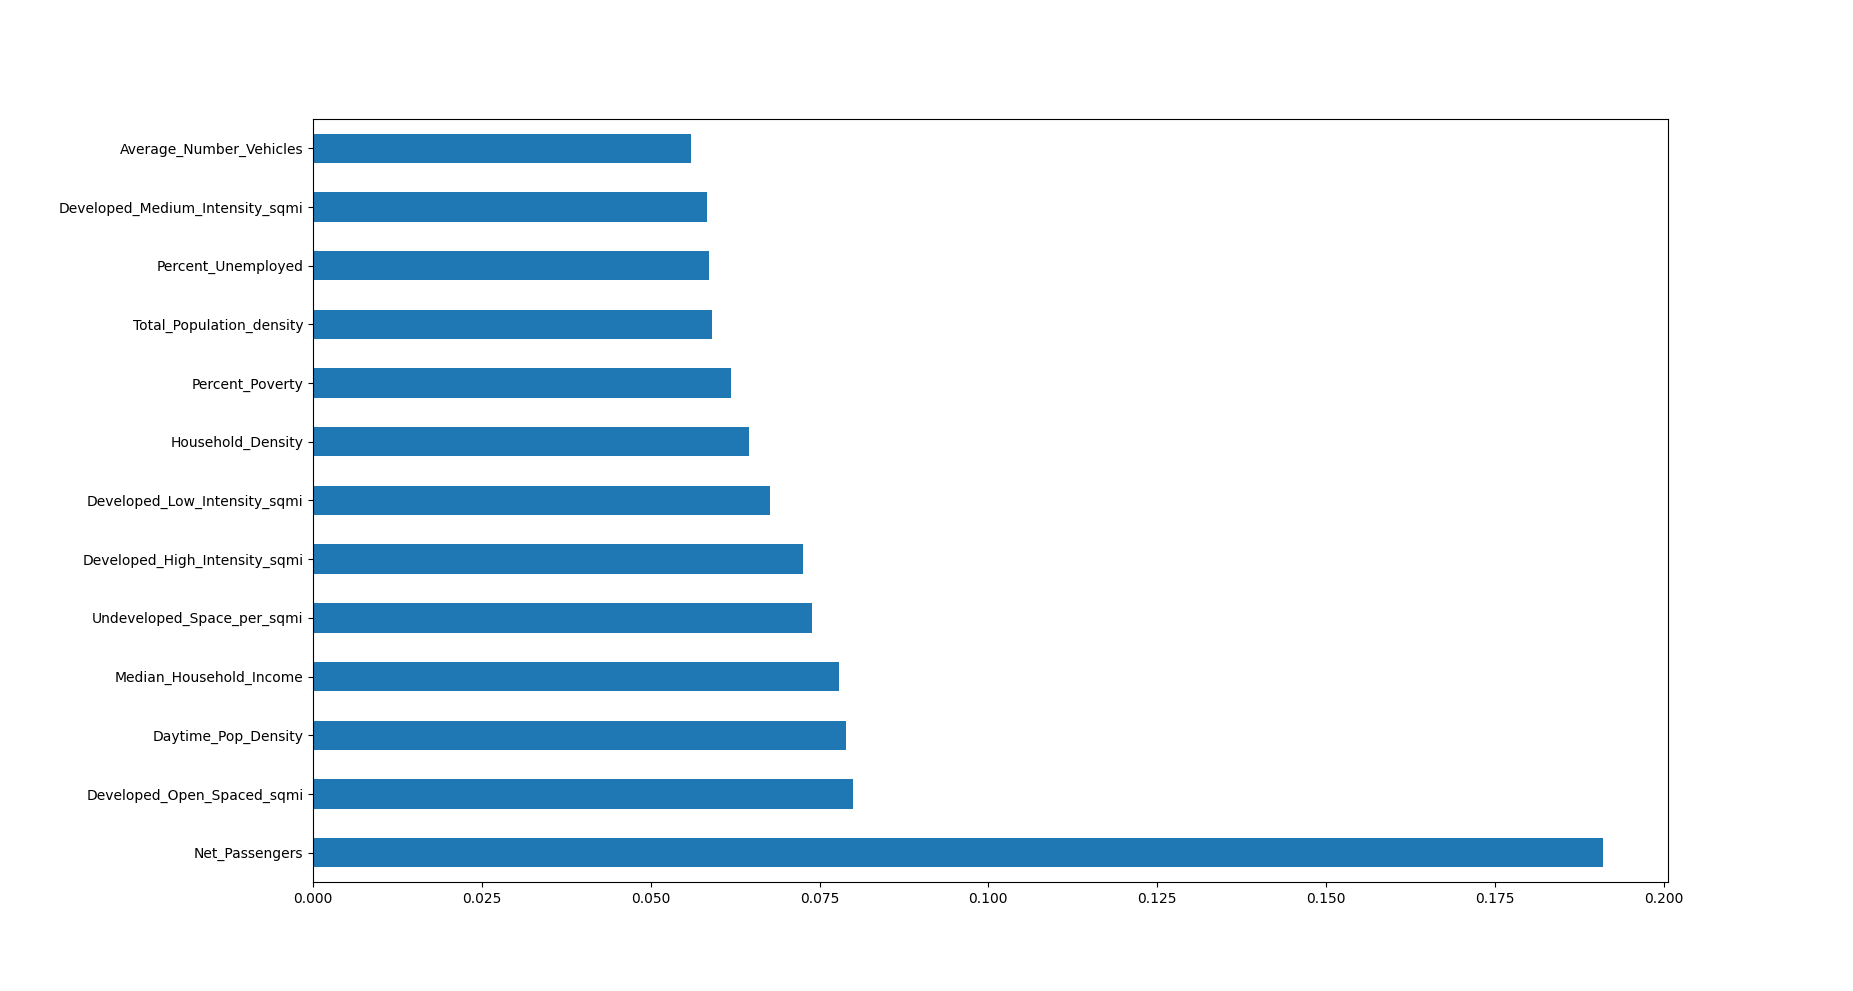 Average_Number_Vehicles
Developed_Medium_Intensity_sqmi
Percent_Unemployed
Total_Population_density
Percent_Poverty
Household_Density
Developed_Low_Intensity_sqmi
Developed_High_Intensity_sqmi
Undeveloped_Space_per_sqmi
Median_Household_Income
Daytime_Pop_Density
Developed_Open_Spaced_sqmi
Net_Passengers
0.000 0.025 0.050 0.075 0.100 0.125 0.150 0.175 0.200